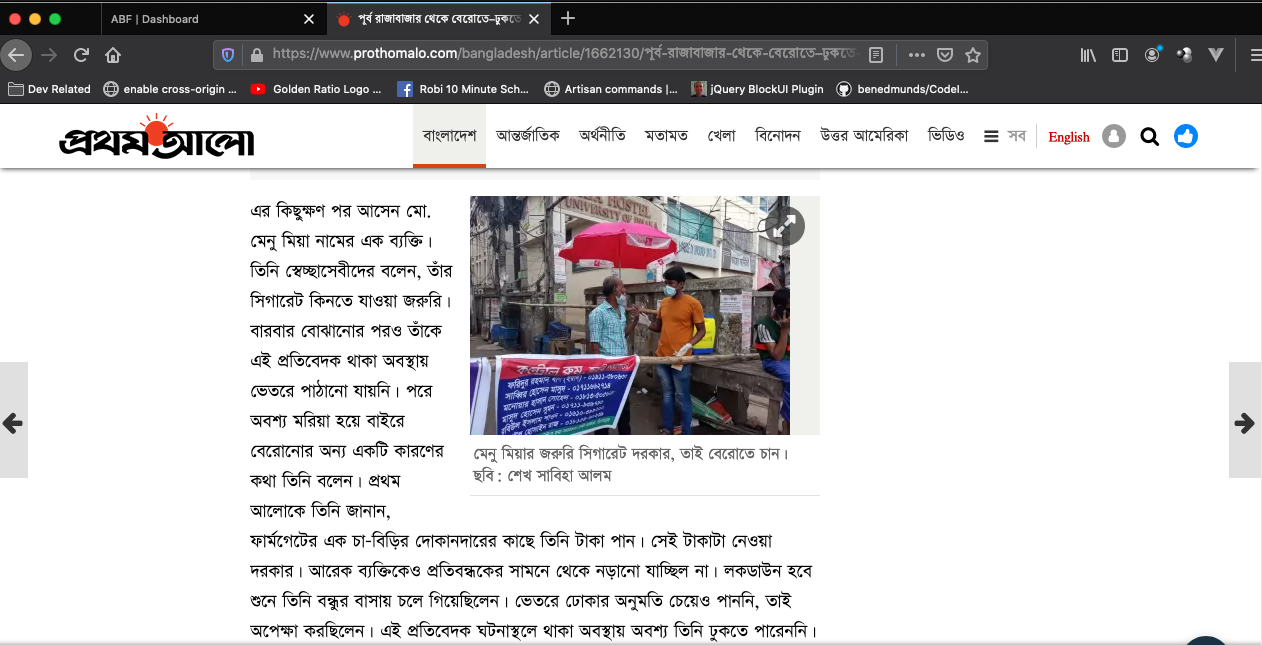 ABF | Dashboard
পূর্ব রাজাবাজার থেকে বেরোতে–ঢুকতে
https://www.prothomalo.com/bangladesh/article/1662130/পূর্ব-রাজাবাজার-থেকে-বেরোতে-ঢুকতে-
Dev Related enable cross-origin ... Golden Ratio Logo ... Robi 10 Minute Sch... Artisan commands |... jQuery BlockUI Plugin benedmunds/CodeI...
প্রথম আলো
বাংলাদেশ আন্তর্জাতিক অর্থনীতি মতামত খেলা বিনোদন উত্তর আমেরিকা ভিডিও সব English
এর কিছুক্ষণ পর আসেন মো.
মেনু মিয়া নামের এক ব্যক্তি।
তিনি স্বেচ্ছাসেবীদের বলেন, তাঁর
সিগারেট কিনতে যাওয়া জরুরি।
বারবার বোঝানোর পরও তাঁকে
এই প্রতিবেদক থাকা অবস্থায়
ভেতরে পাঠানো যায়নি। পরে
অবশ্য মরিয়া হয়ে বাইরে
বেরোনোর অন্য একটি কারণের
কথা তিনি বলেন। প্রথম
আলোকে তিনি জানান,
HOSTEL
UNIVERSITY OF DHAKA
কন্ট্রোল রুম
মেনু মিয়ার জরুরি সিগারেট দরকার, তাই বেরোতে চান।
ছবি : শেখ সাবিহা আলম
ফার্মগেটের এক চা-বিড়ির দোকানদারের কাছে তিনি টাকা পান। সেই টাকাটা নেওয়া
দরকার। আরেক ব্যক্তিকেও প্রতিবন্ধকের সামনে থেকে নড়ানো যাচ্ছিল না। লকডাউন হবে
শুনে তিনি বন্ধুর বাসায় চলে গিয়েছিলেন। ভেতরে ঢোকার অনুমতি চেয়েও পাননি, তাই
অপেক্ষা করছিলেন। এই প্রতিবেদক ঘটনাস্থলে থাকা অবস্থায় অবশ্য তিনি ঢুকতে পারেননি।